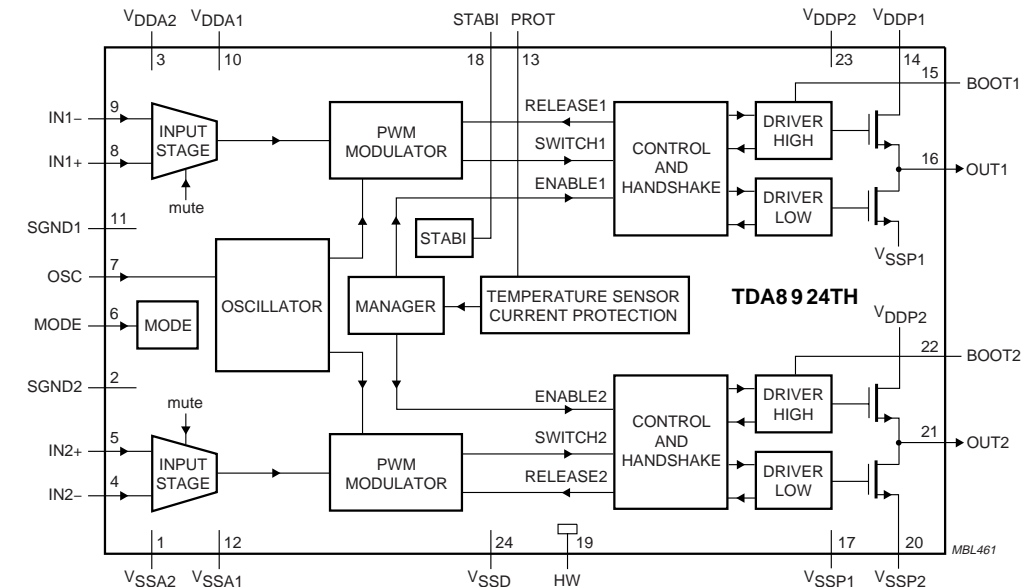 VDDA2 VDDA1 STABI PROT VDDP2 VDDP1
3 10 18 13 23 14
15 BOOT1
IN1− 9
INPUT
STAGE
PWM
MODULATOR
RELEASE1
SWITCH1
ENABLE1
CONTROL
AND
HANDSHAKE
DRIVER
HIGH
IN1+ 8
16 OUT1
mute
DRIVER
LOW
SGND1 11
STABI
VSSP1
OSC 7
OSCILLATOR
MANAGER
TEMPERATURE SENSOR
CURRENT PROTECTION
TDA8924TH
MODE 6
MODE
VDDP2
22 BOOT2
SGND2 2
mute
ENABLE2
SWITCH2
RELEASE2
CONTROL
AND
HANDSHAKE
DRIVER
HIGH
IN2+ 5
INPUT
STAGE
PWM
MODULATOR
21 OUT2
IN2− 4
DRIVER
LOW
1 12 24 19 17 20
MBL461
VSSA2 VSSA1 VSSD HW VSSP1 VSSP2